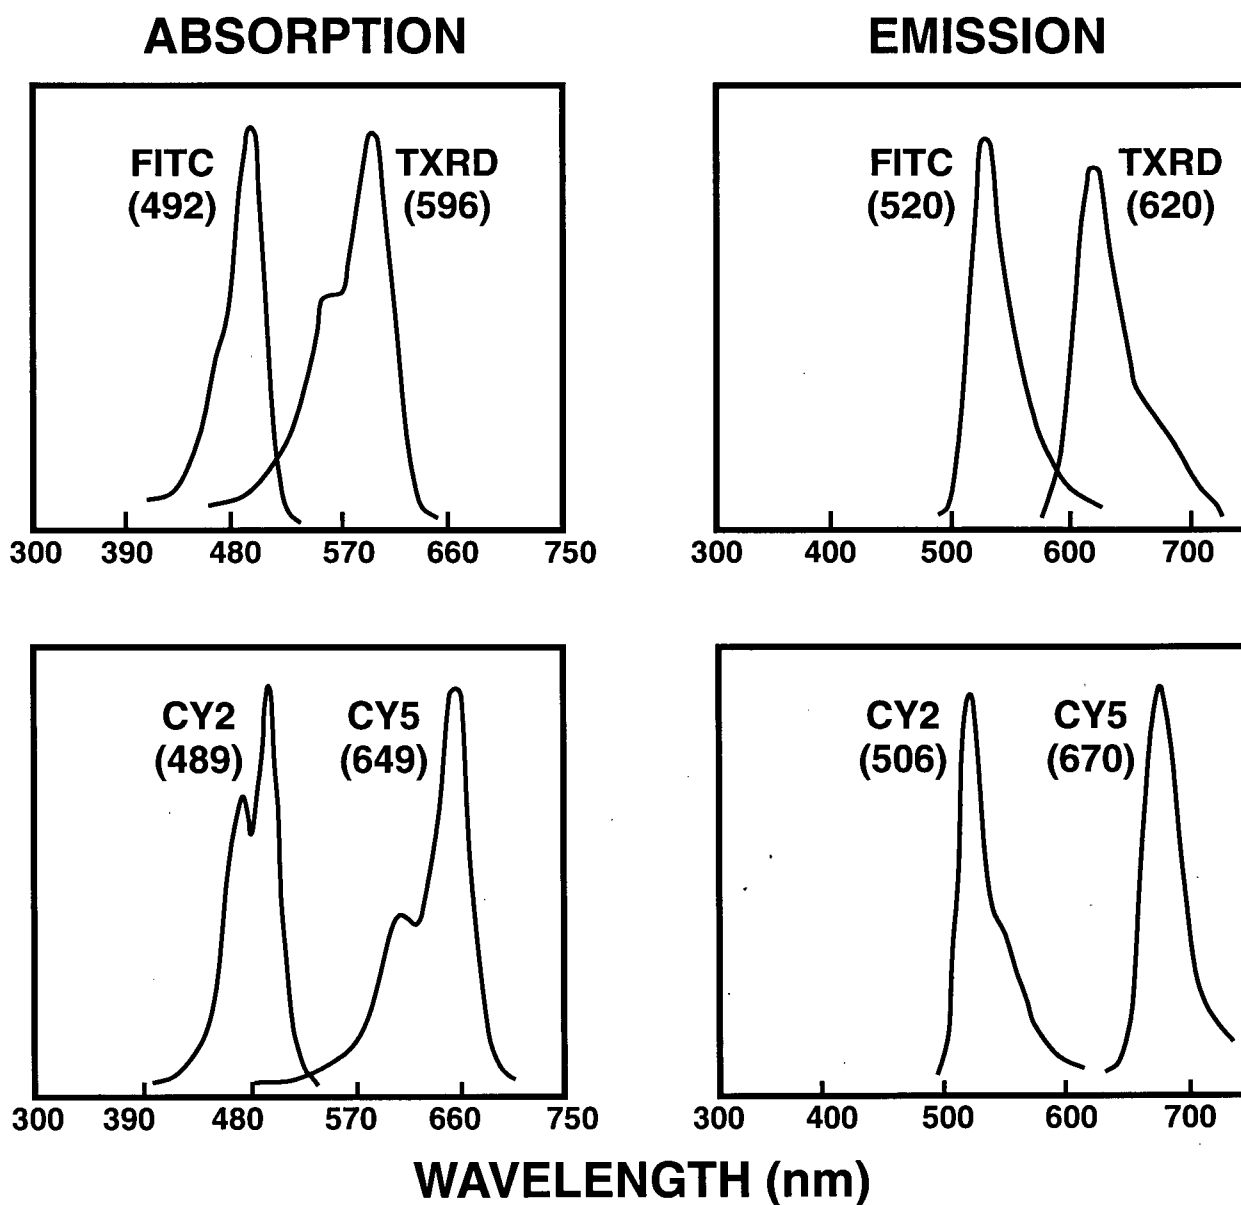 ABSORPTION
EMISSION
FITC
(492)
TXRD
(596)
300 390 480 570 660 750
FITC
(520)
TXRD
(620)
300 400 500 600 700
CY2
(489)
CY5
(649)
300 390 480 570 660 750
CY2
(506)
CY5
(670)
300 400 500 600 700
WAVELENGTH (nm)